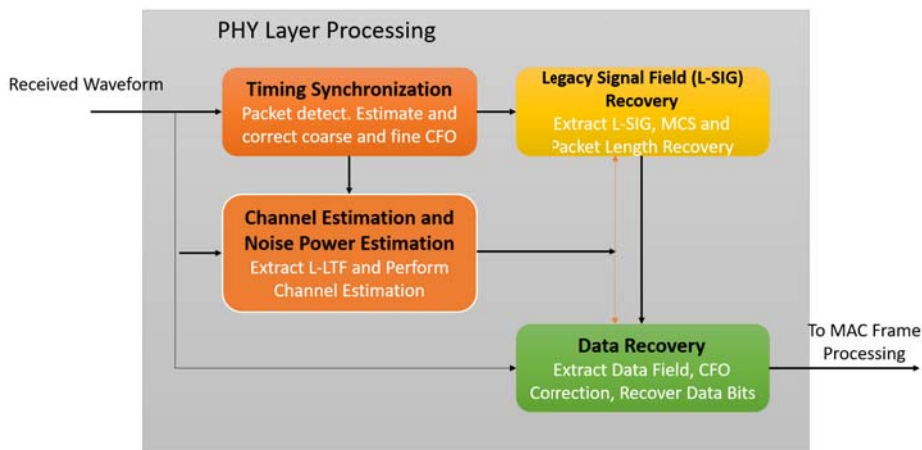 PHY Layer Processing
Received Waveform
Timing Synchronization
Packet detect. Estimate and
correct coarse and fine CFO
Legacy Signal Field (L-SIG)
Recovery
Extract L-SIG, MCS and
Packet Length Recovery
Channel Estimation and
Noise Power Estimation
Extract L-LTF and Perform
Channel Estimation
Data Recovery
Extract Data Field, CFO
Correction, Recover Data Bits
To MAC Frame
Processing